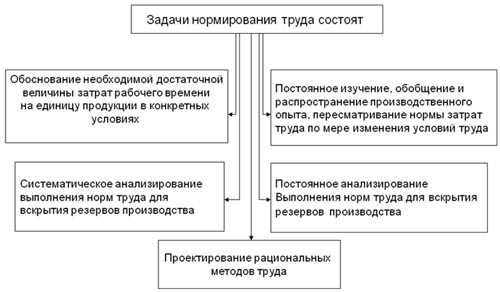 Задачи нормирования труда состоят
Обоснование необходимой достаточной
величины затрат рабочего времени
на единицу продукции в конкретных
условиях
Постоянное изучение, обобщение и
распространие производственного
опыта, пересматривание нормы затрат
труда по мере изменения условий труда
Систематическое анализирование
выполнения норм труда для
вскрытия резервов производства
Постоянное анализирование
Выполнения норм труда для вскрытия
резервов производства
Проектирование рациональных
методов труда